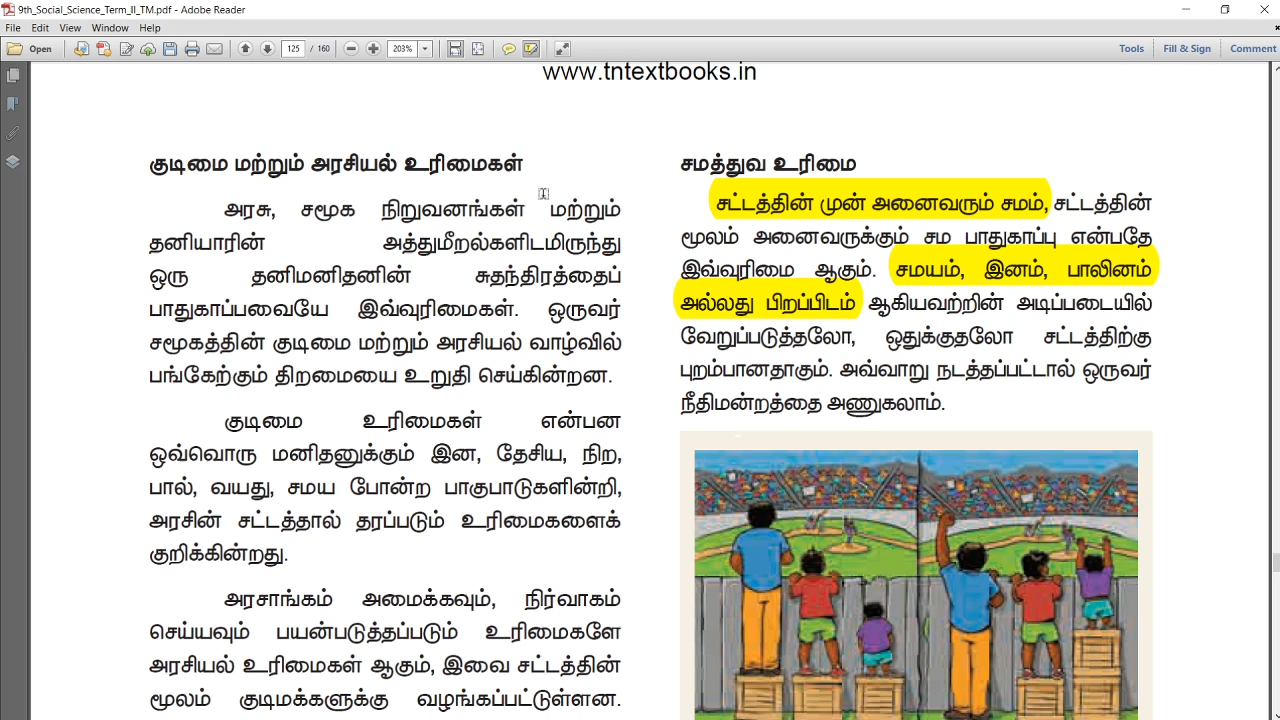 9th_Social_Science_Term_II_TM.pdf - Adobe Reader
File Edit View Window Help
Open 125 / 160 203% Tools Fill & Sign Comment
www.tntextbooks.in
குடிமை மற்றும் அரசியல் உரிமைகள்
அரசு, சமூக நிறுவனங்கள் மற்றும்
தனியாரின் அத்துமீறல்களிடமிருந்து
ஒரு தனிமனிதனின் சுதந்திரத்தைப்
பாதுகாப்பவையே இவ்வுரிமைகள். ஒருவர்
சமூகத்தின் குடிமை மற்றும் அரசியல் வாழ்வில்
பங்கேற்கும் திறமையை உறுதி செய்கின்றன.
குடிமை உரிமைகள் என்பன
ஒவ்வொரு மனிதனுக்கும் இன, தேசிய, நிற,
பால், வயது, சமய போன்ற பாகுபாடுகளின்றி,
அரசின் சட்டத்தால் தரப்படும் உரிமைகளைக்
குறிக்கின்றது.
அரசாங்கம் அமைக்கவும், நிர்வாகம்
செய்யவும் பயன்படுத்தப்படும் உரிமைகளே
அரசியல் உரிமைகள் ஆகும், இவை சட்டத்தின்
மூலம் குடிமக்களுக்கு வழங்கப்பட்டுள்ளன.
சமத்துவ உரிமை
சட்டத்தின் முன் அனைவரும் சமம், சட்டத்தின்
மூலம் அனைவருக்கும் சம பாதுகாப்பு என்பதே
இவ்வுரிமை ஆகும். சமயம், இனம், பாலினம்
அல்லது பிறப்பிடம் ஆகியவற்றின் அடிப்படையில்
வேறுப்படுத்தலோ, ஒதுக்குதலோ சட்டத்திற்கு
புறம்பானதாகும். அவ்வாறு நடத்தப்பட்டால் ஒருவர்
நீதிமன்றத்தை அணுகலாம்.